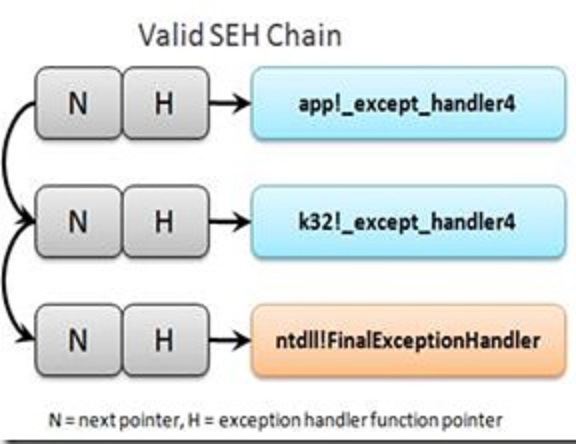 Valid SEH Chain
N H app!_except_handler4
N H k32!_except_handler4
N H ntdll!FinalExceptionHandler
N = next pointer, H = exception handler function pointer